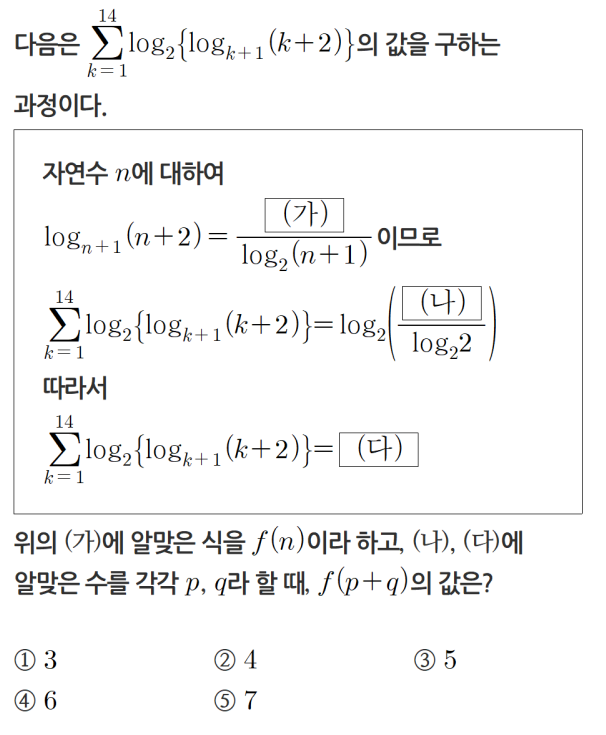 다음은 $\sum_{k=1}^{14} \log_2\{\log_{k+1}(k+2)\}$의 값을 구하는
과정이다.
자연수 $n$에 대하여
$\log_{n+1}(n+2) = \frac{\boxed{(가)}}{\log_2(n+1)}$ 이므로
$\sum_{k=1}^{14} \log_2\{\log_{k+1}(k+2)\} = \log_2\left(\frac{\boxed{(나)}}{\log_2 2}\right)$
따라서
$\sum_{k=1}^{14} \log_2\{\log_{k+1}(k+2)\} = \boxed{(다)}$
위의 (가)에 알맞은 식을 $f(n)$이라 하고, (나), (다)에
알맞은 수를 각각 $p$, $q$라 할 때, $f(p+q)$의 값은?
① 3 ② 4 ③ 5
④ 6 ⑤ 7